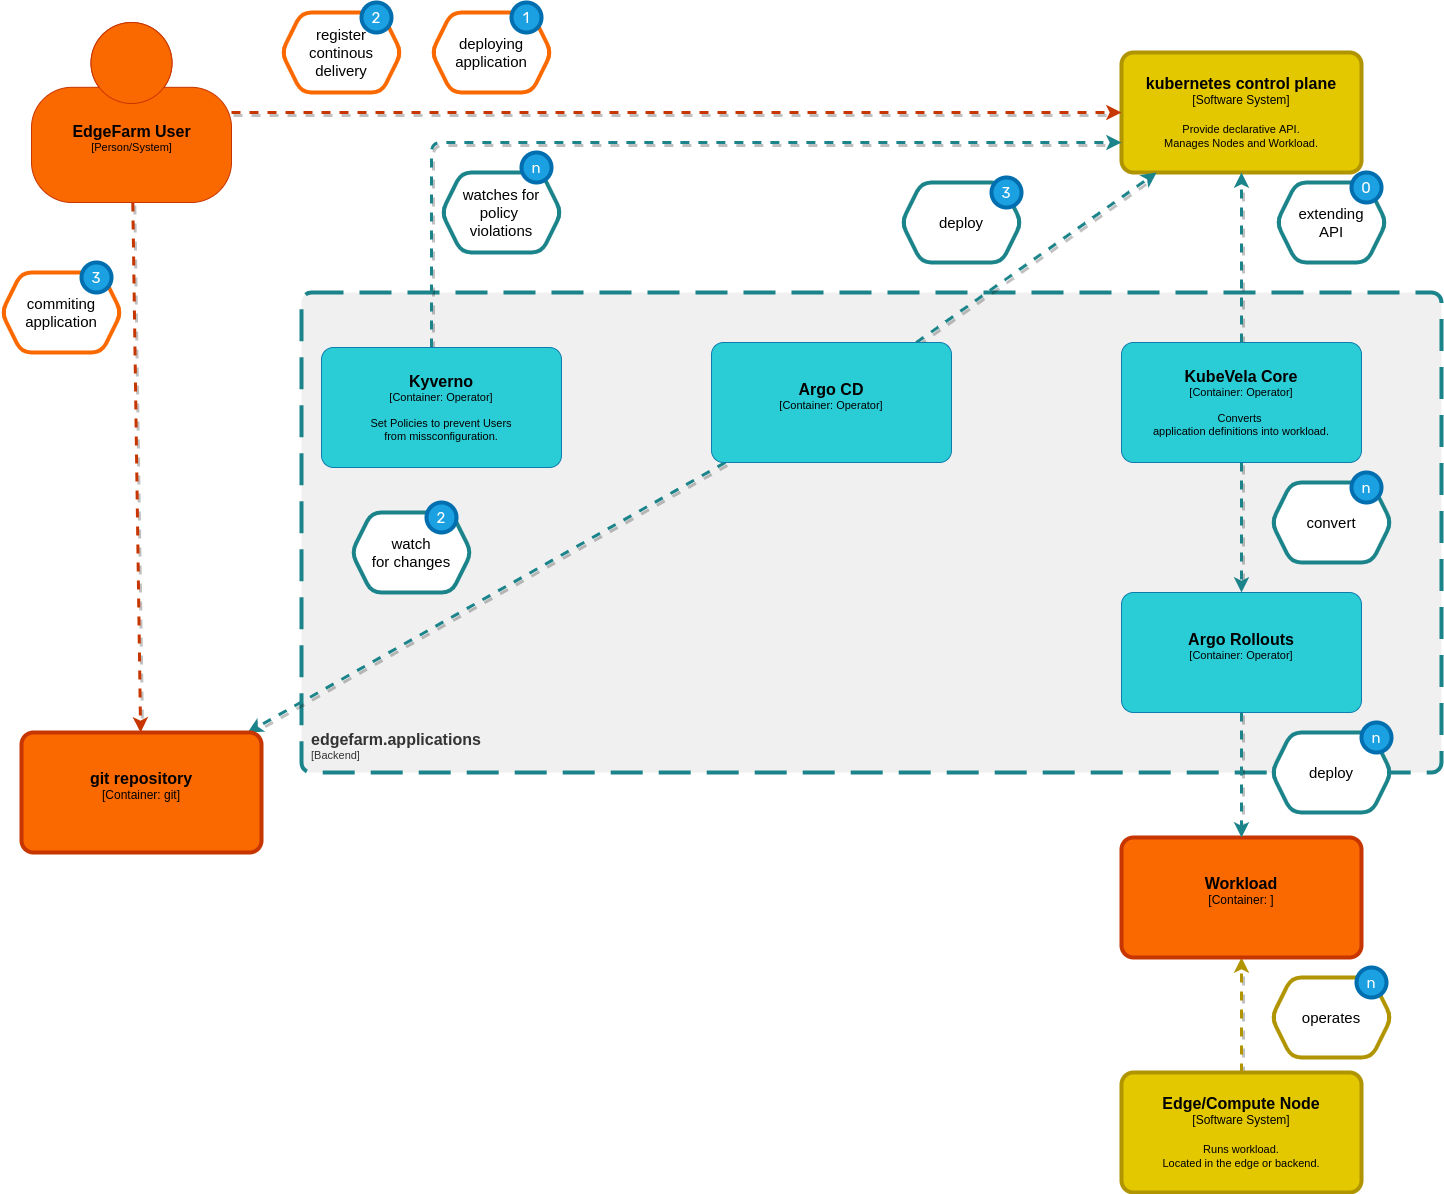 2
register
continous
delivery
1
deploying
application
EdgeFarm User
[Person/System]
kubernetes control plane
[Software System]
Provide declarative API.
Manages Nodes and Workload.
n
watches for
policy
violations
3
deploy
0
extending
API
3
commiting
application
Kyverno
[Container: Operator]
Set Policies to prevent Users
from missconfiguration.
Argo CD
[Container: Operator]
KubeVela Core
[Container: Operator]
Converts
application definitions into workload.
2
watch
for changes
n
convert
Argo Rollouts
[Container: Operator]
edgefarm.applications
[Backend]
git repository
[Container: git]
n
deploy
Workload
[Container: ]
n
operates
Edge/Compute Node
[Software System]
Runs workload.
Located in the edge or backend.